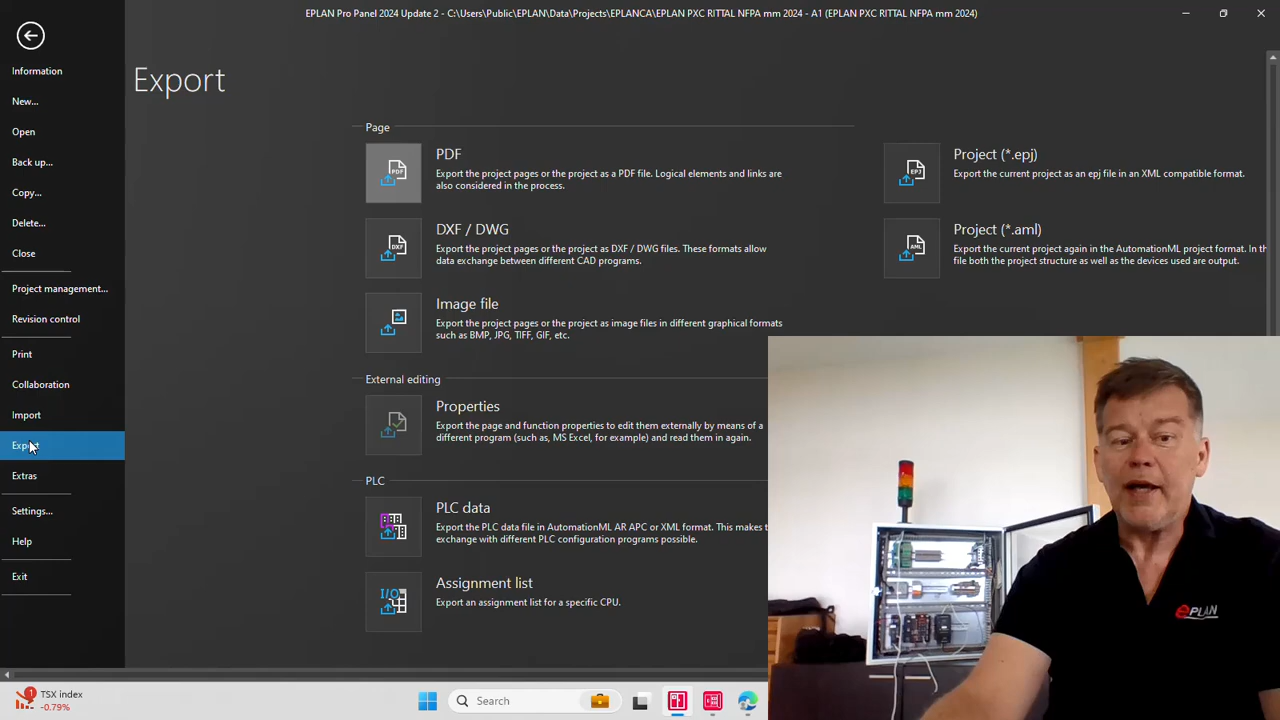 EPLAN Pro Panel 2024 Update 2 - C:\Users\Public\EPLAN\Data\Projects\EPLANCA\EPLAN PXC RITTAL NFPA mm 2024 - A1 (EPLAN PXC RITTAL NFPA mm 2024)
Information
New...
Open
Back up...
Copy...
Delete...
Close
Project management...
Revision control
Print
Collaboration
Import
Export
Extras
Settings...
Help
Exit
Export
Page
PDF
Export the project pages or the project as a PDF file. Logical elements and links are
also considered in the process.
DXF / DWG
Export the project pages or the project as DXF / DWG files. These formats allow
data exchange between different CAD programs.
Image file
Export the project pages or the project as image files in different graphical formats
such as BMP, JPG, TIFF, GIF, etc.
External editing
Properties
Export the page and function properties to edit them externally by means of a
different program (such as, MS Excel, for example) and read them in again.
PLC
PLC data
Export the PLC data file in AutomationML AR APC or XML format. This makes t
exchange with different PLC configuration programs possible.
Assignment list
Export an assignment list for a specific CPU.
Project (*.epj)
Export the current project as an epj file in an XML compatible format.
Project (*.aml)
Export the current project again in the AutomationML project format. In th
file both the project structure as well as the devices used are output.
PDF
DXF
I/O
EPJ
AML
ePLAN
1
TSX index
-0.79%
Search